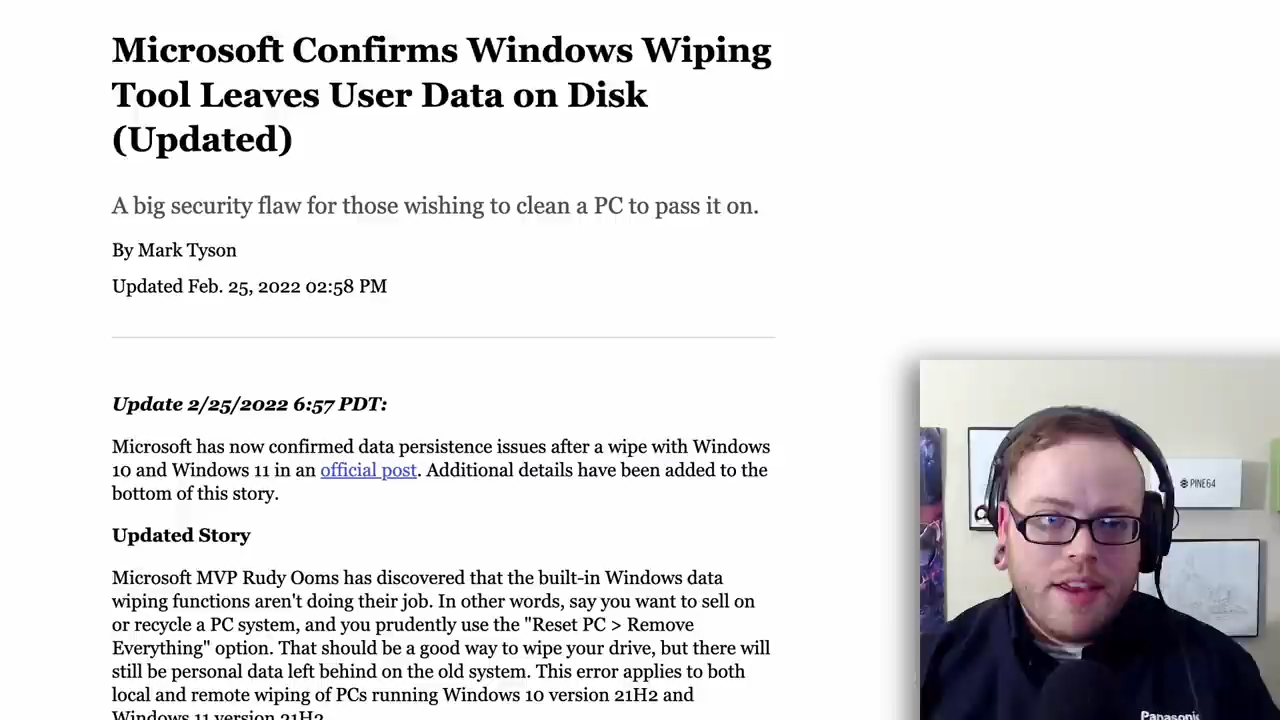 Microsoft Confirms Windows Wiping
Tool Leaves User Data on Disk
(Updated)
A big security flaw for those wishing to clean a PC to pass it on.
By Mark Tyson
Updated Feb. 25, 2022 02:58 PM
Update 2/25/2022 6:57 PDT:
Microsoft has now confirmed data persistence issues after a wipe with Windows
10 and Windows 11 in an official post. Additional details have been added to the
bottom of this story.
Updated Story
Microsoft MVP Rudy Ooms has discovered that the built-in Windows data
wiping functions aren't doing their job. In other words, say you want to sell on
or recycle a PC system, and you prudently use the "Reset PC > Remove
Everything" option. That should be a good way to wipe your drive, but there will
still be personal data left behind on the old system. This error applies to both
local and remote wiping of PCs running Windows 10 version 21H2 and
Windows 11 version 21H2
PINE64
Panasonic